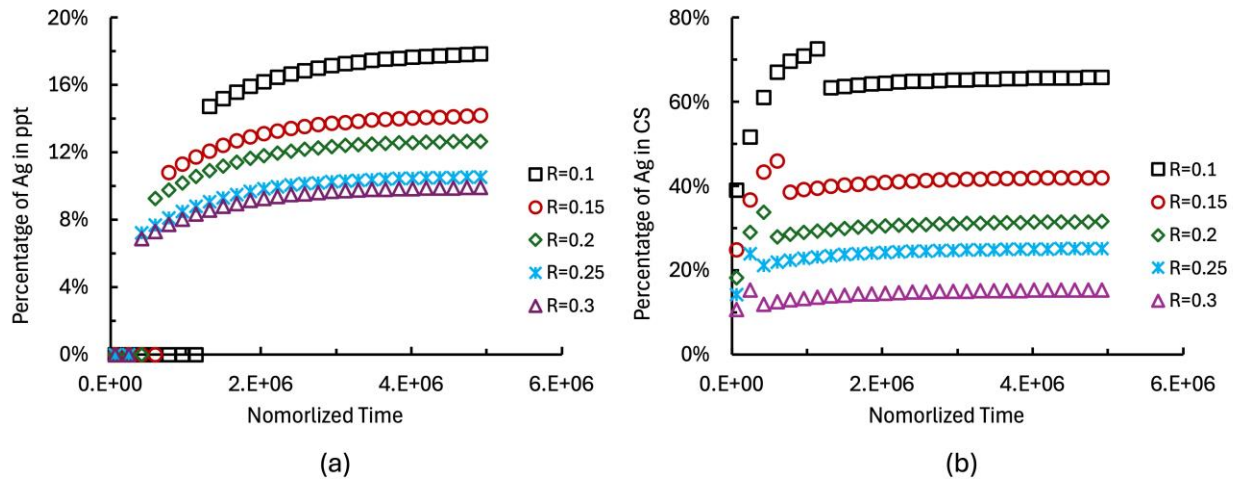 20%
16%
12%
8%
4%
0%
0.E+00
2.E+06
4.E+06
6.E+06
Percentatge of Ag in ppt
Nomorlized Time
R=0.1
R=0.15
R=0.2
R=0.25
R=0.3
(a)
80%
60%
40%
20%
0%
0.E+00
2.E+06
4.E+06
6.E+06
Percentatge of Ag in CS
Nomorlized Time
R=0.1
R=0.15
R=0.2
R=0.25
R=0.3
(b)